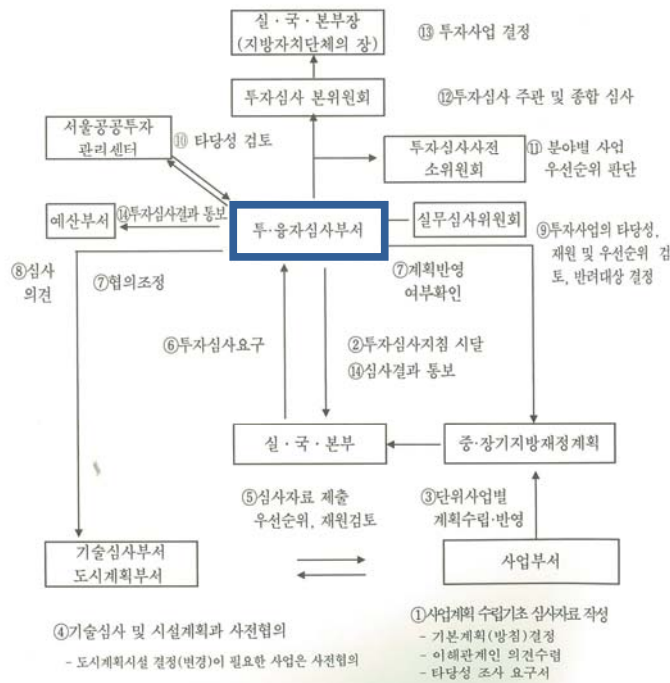 실 · 국 · 본부장
(지방자치단체의 장)
⑬ 투자사업 결정
투자심사 본위원회
⑫투자심사 주관 및 종합 심사
서울공공투자
관리센터
⑩ 타당성 검토
투자심사사전
소위원회
⑪ 분야별 사업
우선순위 판단
예산부서
⑭투자심사결과 통보
투·융자심사부서
실무심사위원회
⑨투자사업의 타당성,
재원 및 우선순위 검
토, 반려대상 결정
⑧심사
의견
⑦협의조정
⑦계획반영
여부확인
⑥투자심사요구
②투자심사지침 시달
⑭심사결과 통보
실 · 국 · 본부
중·장기지방재정계획
⑤심사자료 제출
우선순위, 재원검토
③단위사업별
계획수립·반영
기술심사부서
도시계획부서
사업부서
④기술심사 및 시설계획과 사전협의
- 도시계획시설 결정(변경)이 필요한 사업은 사전협의
①사업계획 수립기초 심사자료 작성
- 기본계획(방침)결정
- 이해관계인 의견수렴
- 타당성 조사 요구서